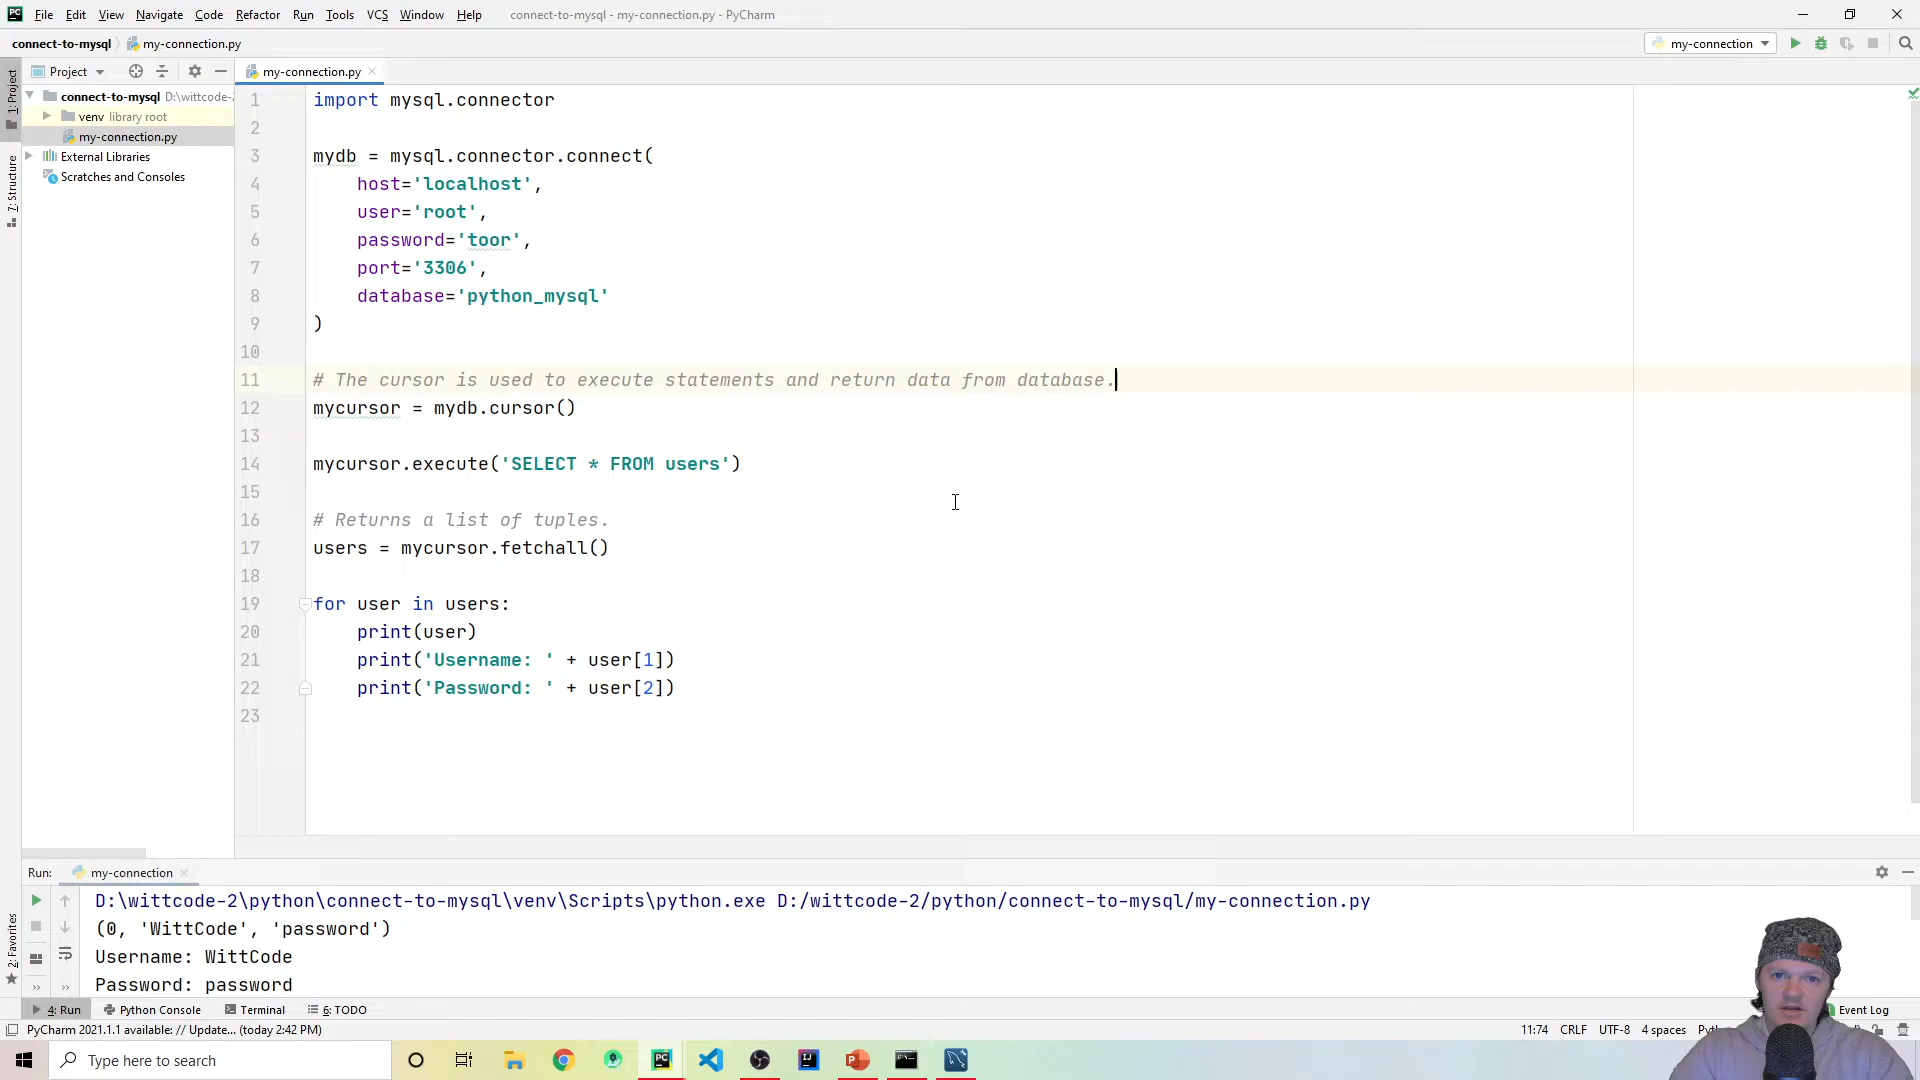 File Edit View Navigate Code Refactor Run Tools VCS Window Help connect-to-mysql - my-connection.py - PyCharm
connect-to-mysql my-connection.py my-connection
Project my-connection.py
1: Project
connect-to-mysql D:\wittcode-2
venv library root
my-connection.py
External Libraries
Scratches and Consoles
7: Structure
1 import mysql.connector
2
3 mydb = mysql.connector.connect(
4 host='localhost',
5 user='root',
6 password='toor',
7 port='3306',
8 database='python_mysql'
9 )
10
11 # The cursor is used to execute statements and return data from database.
12 mycursor = mydb.cursor()
13
14 mycursor.execute('SELECT * FROM users')
15
16 # Returns a list of tuples.
17 users = mycursor.fetchall()
18
19 for user in users:
20 print(user)
21 print('Username: ' + user[1])
22 print('Password: ' + user[2])
23
Run: my-connection
2: Favorites
D:\wittcode-2\python\connect-to-mysql\venv\Scripts\python.exe D:/wittcode-2/python/connect-to-mysql/my-connection.py
(0, 'WittCode', 'password')
Username: WittCode
Password: password
4: Run Python Console Terminal 6: TODO Event Log
PyCharm 2021.1.1 available: // Update... (today 2:42 PM) 11:74 CRLF UTF-8 4 spaces
Type here to search